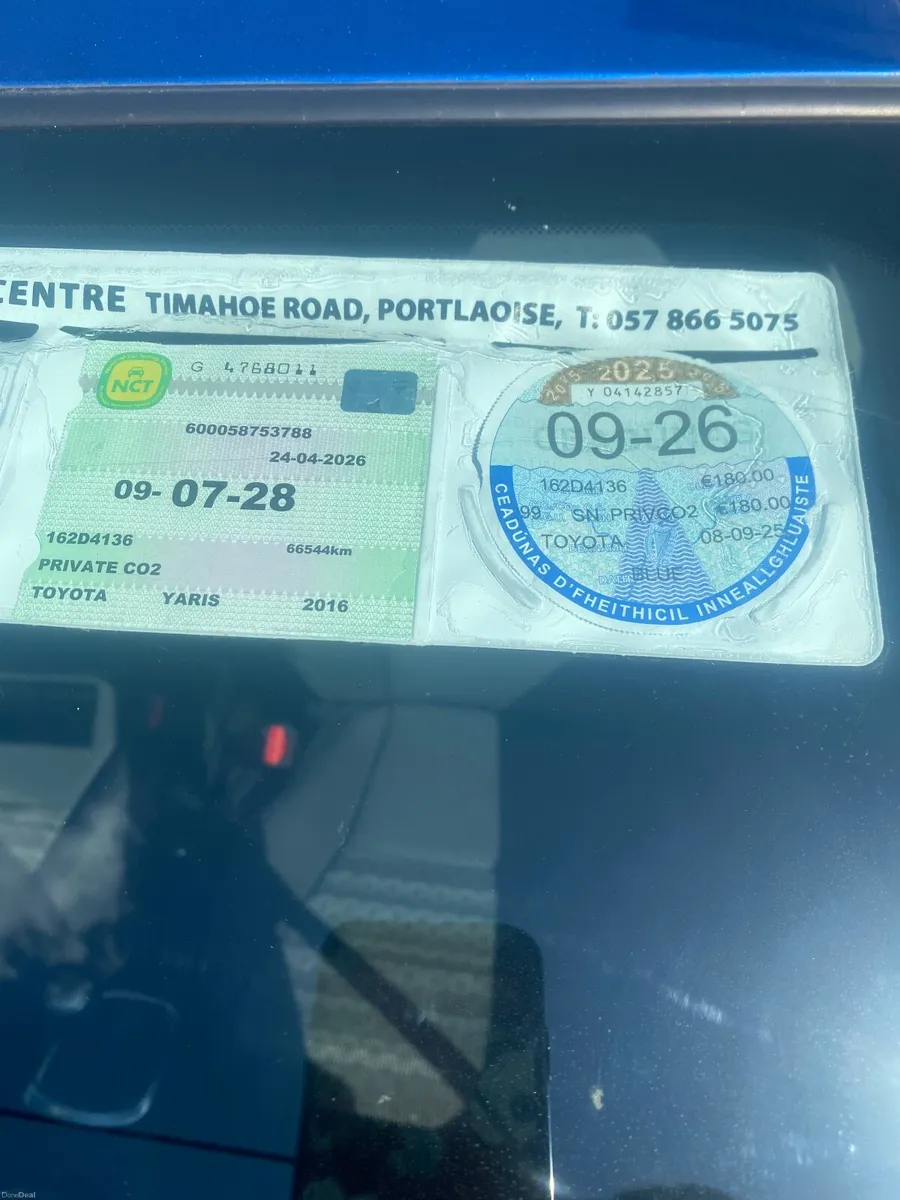 CENTRE TIMAHOE ROAD, PORTLAOISE, T: 057 866 5075
NCT
G 4768011
600058753788
24-04-2026
09- 07-28
162D4136
66544km
PRIVATE CO2
TOYOTA YARIS 2016
2025
Y 04142857
09-26
162D4136 €180.00
99 SN PRIVCO2 €180.00
TOYOTA 08-09-25
BLUE
CEADÚNAS D'FHEITHICIL INNEALLGHLUAISTE
DoneDeal